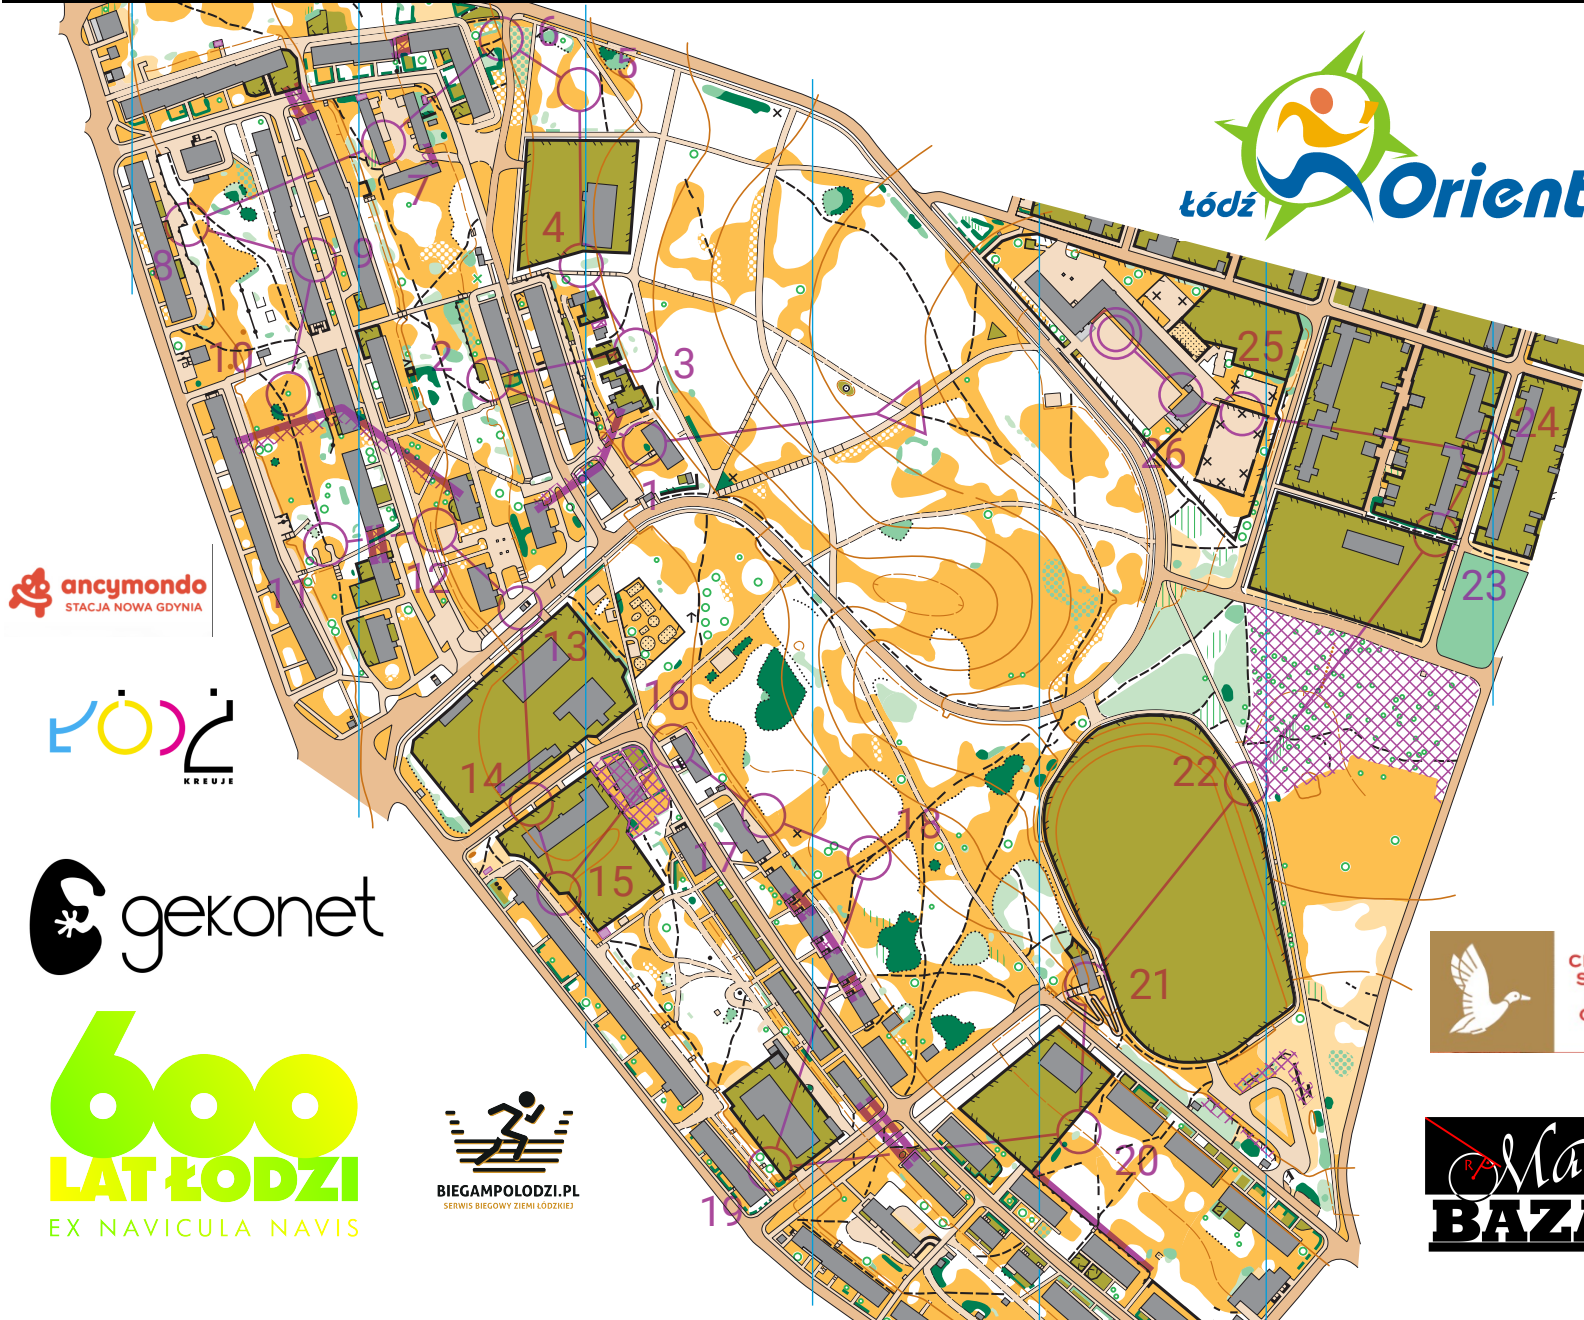 6
5
łódź Orient
4
7
8
9
10
2
3
25
24
26
1
11
12
23
ancymondo
STACJA NOWA GDYNIA
13
16
ŁÓDŹ
KREUJE
14
22
18
17
15
gekonet
21
600
LAT ŁODZI
EX NAVICULA NAVIS
BIEGAMPOLODZI.PL
SERWIS BIEGOWY ZIEMI ŁÓDZKIEJ
20
19